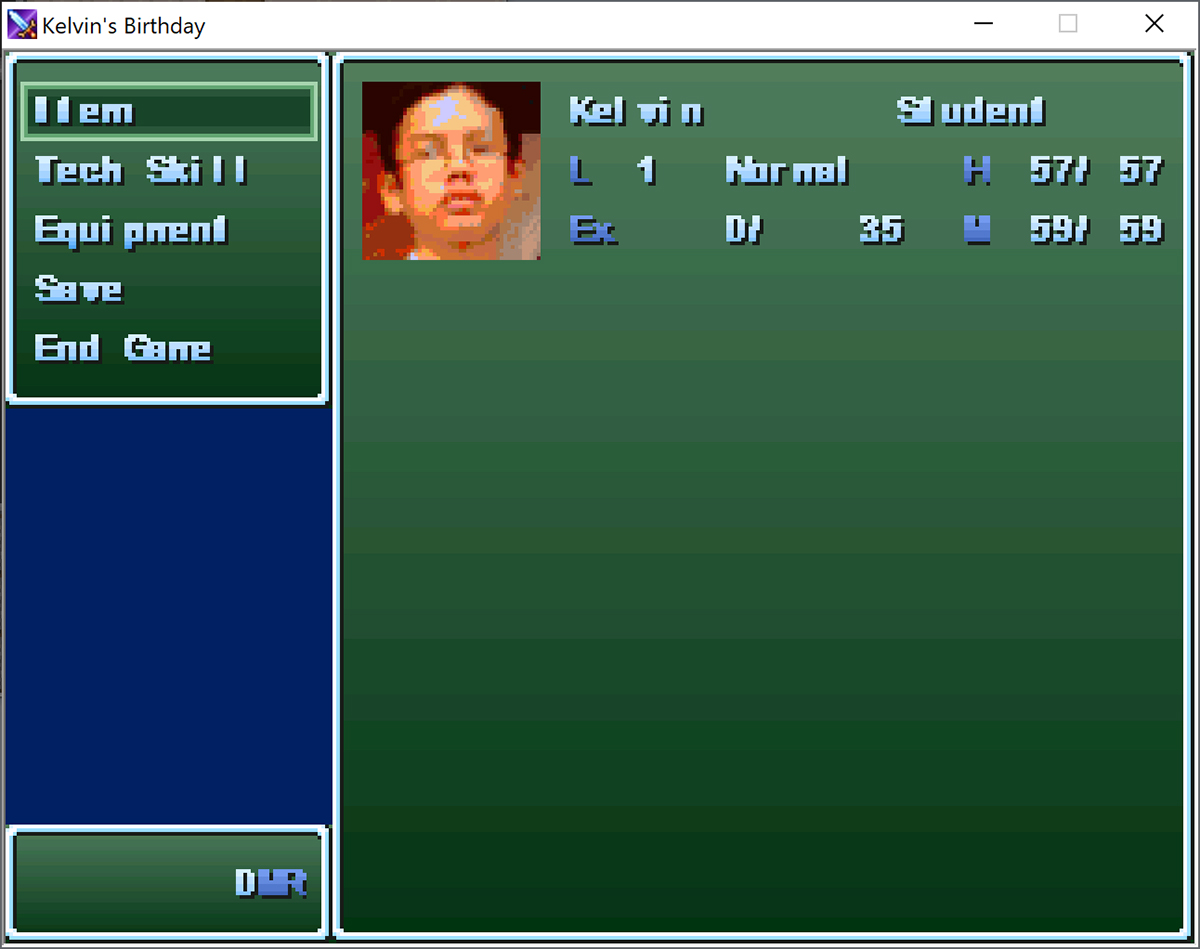 Kelvin's Birthday
Item
Tech Skill
Equipment
Save
End Game
Kelvin Student
L 1 Normal H 57/ 57
Ex 0/ 35 M 59/ 59
0MR